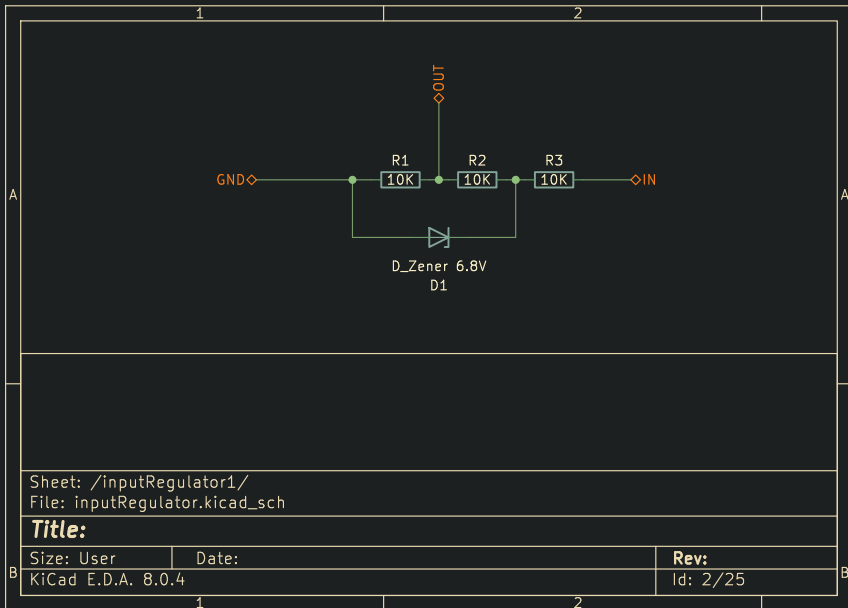 1 2
OUT
R1 R2 R3
GND 10K 10K 10K IN
A A
D_Zener 6.8V
D1
Sheet: /inputRegulator1/
File: inputRegulator.kicad_sch
Title:
Size: User Date: Rev:
B B
KiCad E.D.A. 8.0.4 Id: 2/25
1 2